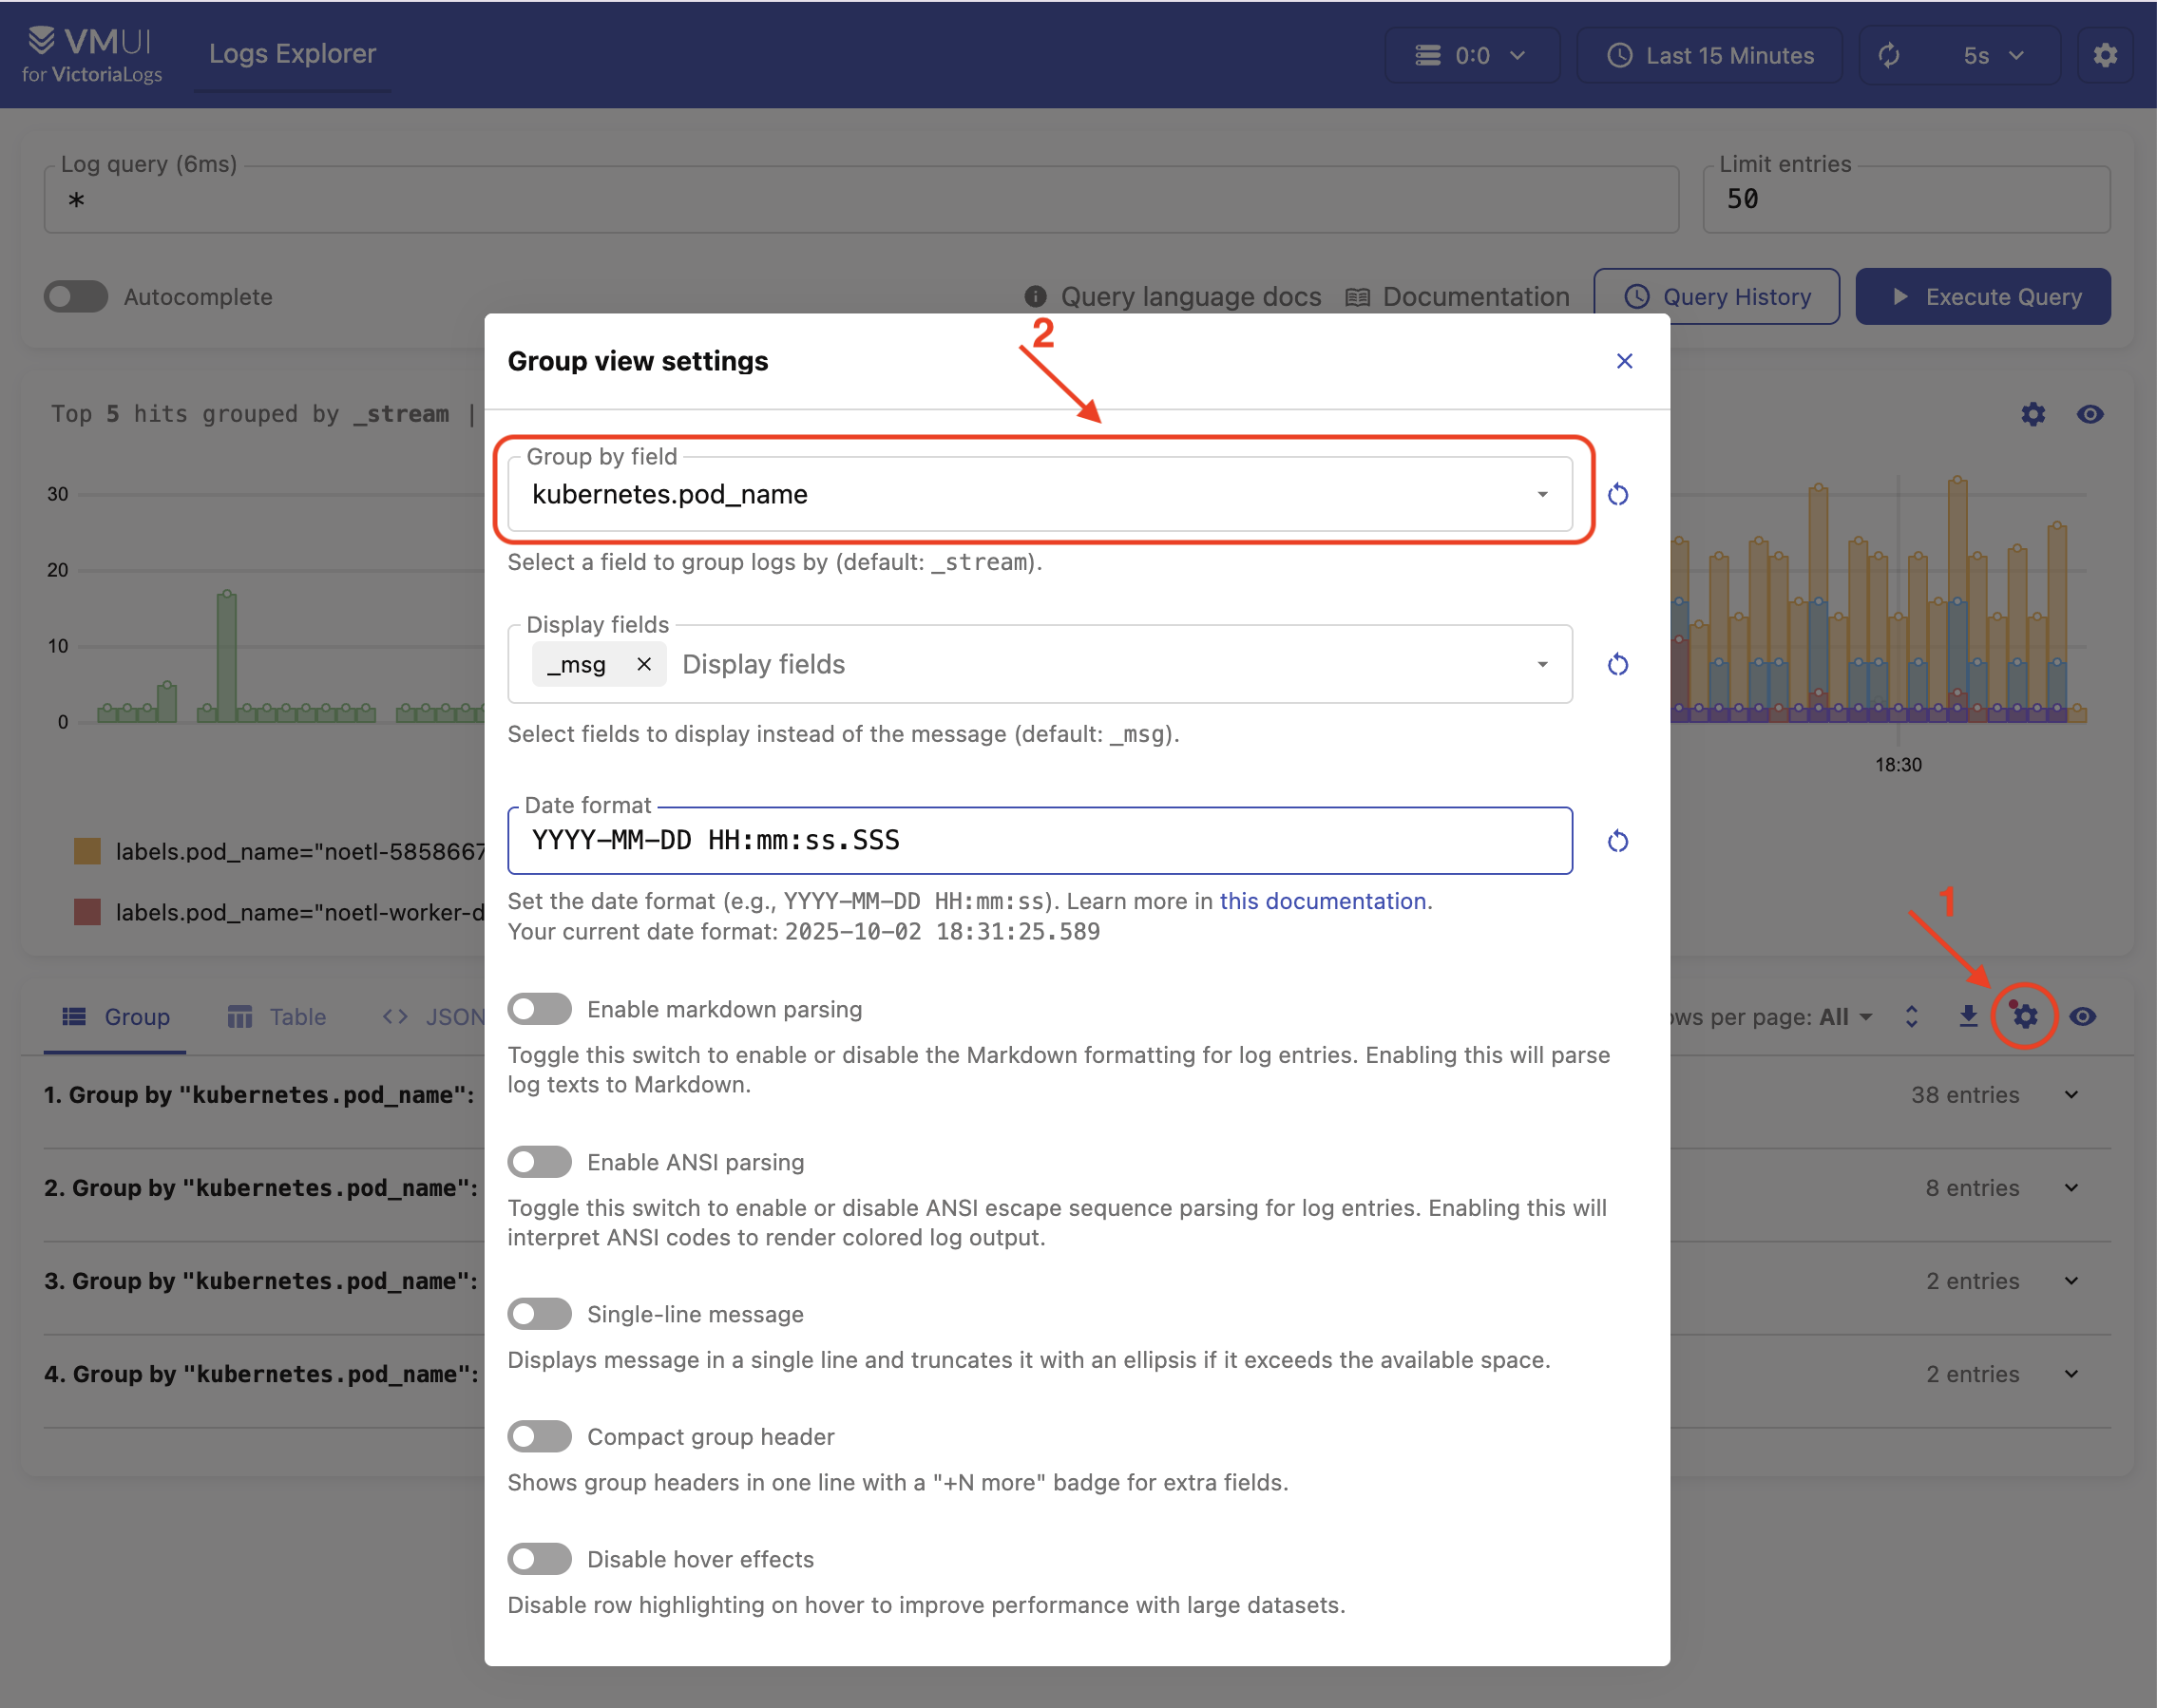 VMUI
for VictoriaLogs
Logs Explorer
0:0
Last 15 Minutes
5s
Log query (6ms)
*
Limit entries
50
Autocomplete
Query language docs
Documentation
Query History
Execute Query
2
Group view settings
Top 5 hits grouped by _stream |
30
20
10
0
18:30
labels.pod_name="noetl-5858667
labels.pod_name="noetl-worker-d
Group by field
kubernetes.pod_name
Select a field to group logs by (default: _stream).
Display fields
_msg
Display fields
Select fields to display instead of the message (default: _msg).
Date format
YYYY-MM-DD HH:mm:ss.SSS
Set the date format (e.g., YYYY-MM-DD HH:mm:ss). Learn more in this documentation.
Your current date format: 2025-10-02 18:31:25.589
1
Enable markdown parsing
Toggle this switch to enable or disable the Markdown formatting for log entries. Enabling this will parse
log texts to Markdown.
Enable ANSI parsing
Toggle this switch to enable or disable ANSI escape sequence parsing for log entries. Enabling this will
interpret ANSI codes to render colored log output.
Single-line message
Displays message in a single line and truncates it with an ellipsis if it exceeds the available space.
Compact group header
Shows group headers in one line with a "+N more" badge for extra fields.
Disable hover effects
Disable row highlighting on hover to improve performance with large datasets.
Group
Table
JSON
ows per page: All
1. Group by "kubernetes.pod_name":
38 entries
2. Group by "kubernetes.pod_name":
8 entries
3. Group by "kubernetes.pod_name":
2 entries
4. Group by "kubernetes.pod_name":
2 entries